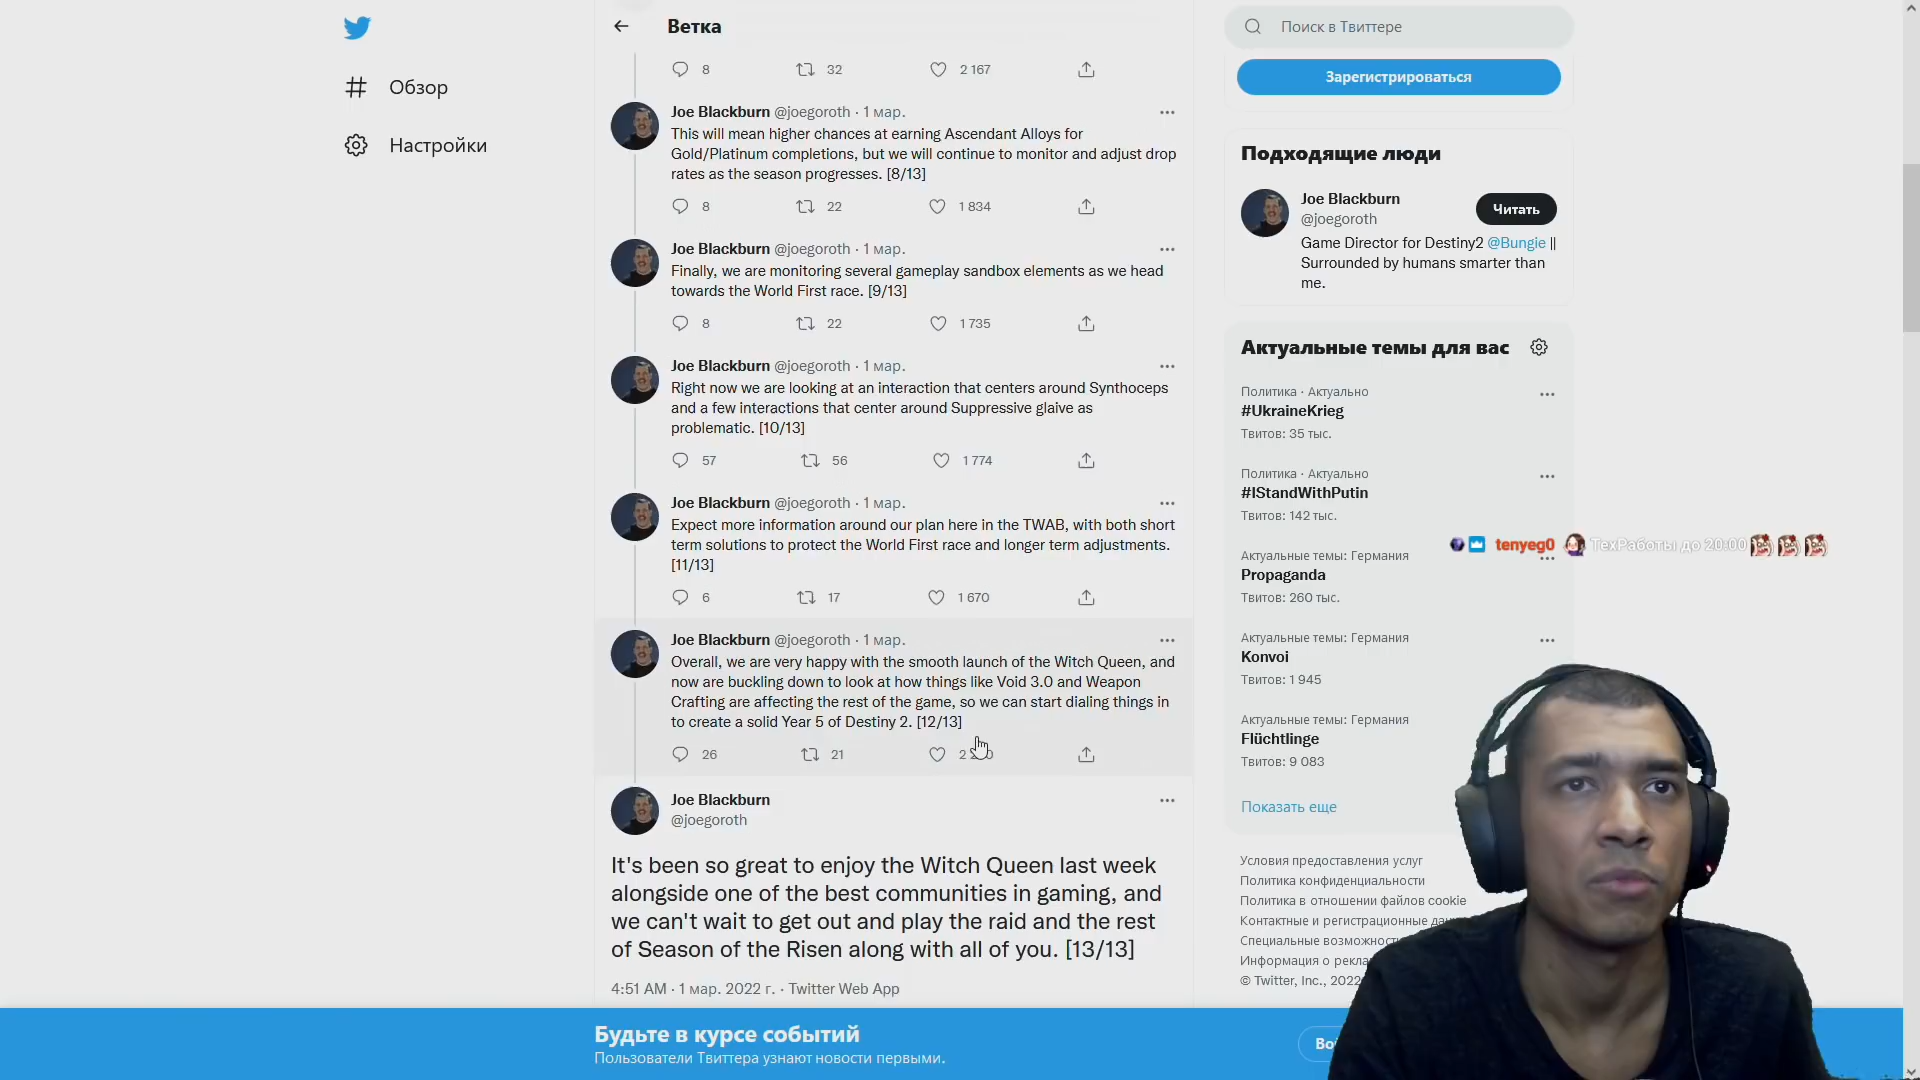 Ветка
Поиск в Твиттере
Обзор
Настройки
8 32 2 167
Joe Blackburn @joegoroth · 1 мар.
This will mean higher chances at earning Ascendant Alloys for
Gold/Platinum completions, but we will continue to monitor and adjust drop
rates as the season progresses. [8/13]
8 22 1 834
Joe Blackburn @joegoroth · 1 мар.
Finally, we are monitoring several gameplay sandbox elements as we head
towards the World First race. [9/13]
8 22 1 735
Joe Blackburn @joegoroth · 1 мар.
Right now we are looking at an interaction that centers around Synthoceps
and a few interactions that center around Suppressive glaive as
problematic. [10/13]
57 56 1 774
Joe Blackburn @joegoroth · 1 мар.
Expect more information around our plan here in the TWAB, with both short
term solutions to protect the World First race and longer term adjustments.
[11/13]
6 17 1 670
Joe Blackburn @joegoroth · 1 мар.
Overall, we are very happy with the smooth launch of the Witch Queen, and
now are buckling down to look at how things like Void 3.0 and Weapon
Crafting are affecting the rest of the game, so we can start dialing things in
to create a solid Year 5 of Destiny 2. [12/13]
26 21
Joe Blackburn
@joegoroth
It's been so great to enjoy the Witch Queen last week
alongside one of the best communities in gaming, and
we can't wait to get out and play the raid and the rest
of Season of the Risen along with all of you. [13/13]
4:51 AM · 1 мар. 2022 г. · Twitter Web App
Зарегистрироваться
Подходящие люди
Joe Blackburn
@joegoroth
Читать
Game Director for Destiny2 @Bungie ||
Surrounded by humans smarter than
me.
Актуальные темы для вас
Политика · Актуально
#UkraineKrieg
Твитов: 35 тыс.
Политика · Актуально
#IStandWithPutin
Твитов: 142 тыс.
tenyeg0 ТехРаботы до 20:00
Актуальные темы: Германия
Propaganda
Твитов: 260 тыс.
Актуальные темы: Германия
Konvoi
Твитов: 1 945
Актуальные темы: Германия
Flüchtlinge
Твитов: 9 083
Показать еще
Условия предоставления услуг
Политика конфиденциальности
Политика в отношении файлов cookie
Контактные и регистрационные
Специальные
Информация о
© Twitter, Inc., 2022
Будьте в курсе событий
Пользователи Твиттера узнают новости первыми.